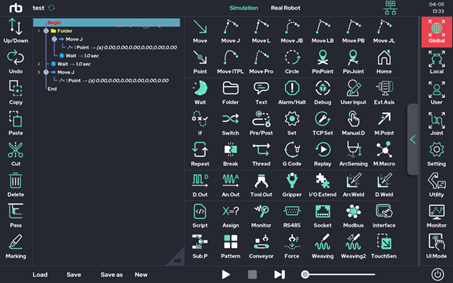 rb test Simulation Real Robot 04-05
13:33
Begin
Folder
Move J
Point → (a) 0.00,0.00,0.00,0.00,0.00,0.00
Wait → 1.0 sec
Wait → 1.0 sec
Move J
Point → (a) 0.00,0.00,0.00,0.00,0.00,0.00
End
Up/Down
Undo
Copy
Paste
Cut
Delete
Pass
Marking
Move Move J Move L Move JB Move LB Move PB Move JL
Point Move ITPL Move Pro Circle PinPoint PinJoint Home
Wait Folder Text Alarm/Halt Debug User Input Ext.Axis
If Switch Pre/Post Set TCP Set Manual.D M.Point
Repeat Break Thread G Code Replay ArcSensing M.Macro
D.Out An.Out Tool.Out Gripper I/O Extend ArcWeld D.Weld
Script Assign Monitor RS485 Socket Modbus Interface
Sub.P Pattern Conveyor Force Weaving Weaving2 TouchSen.
Global
Local
User
Joint
Setting
Utility
Monitor
UI Mode
Load Save Save as New